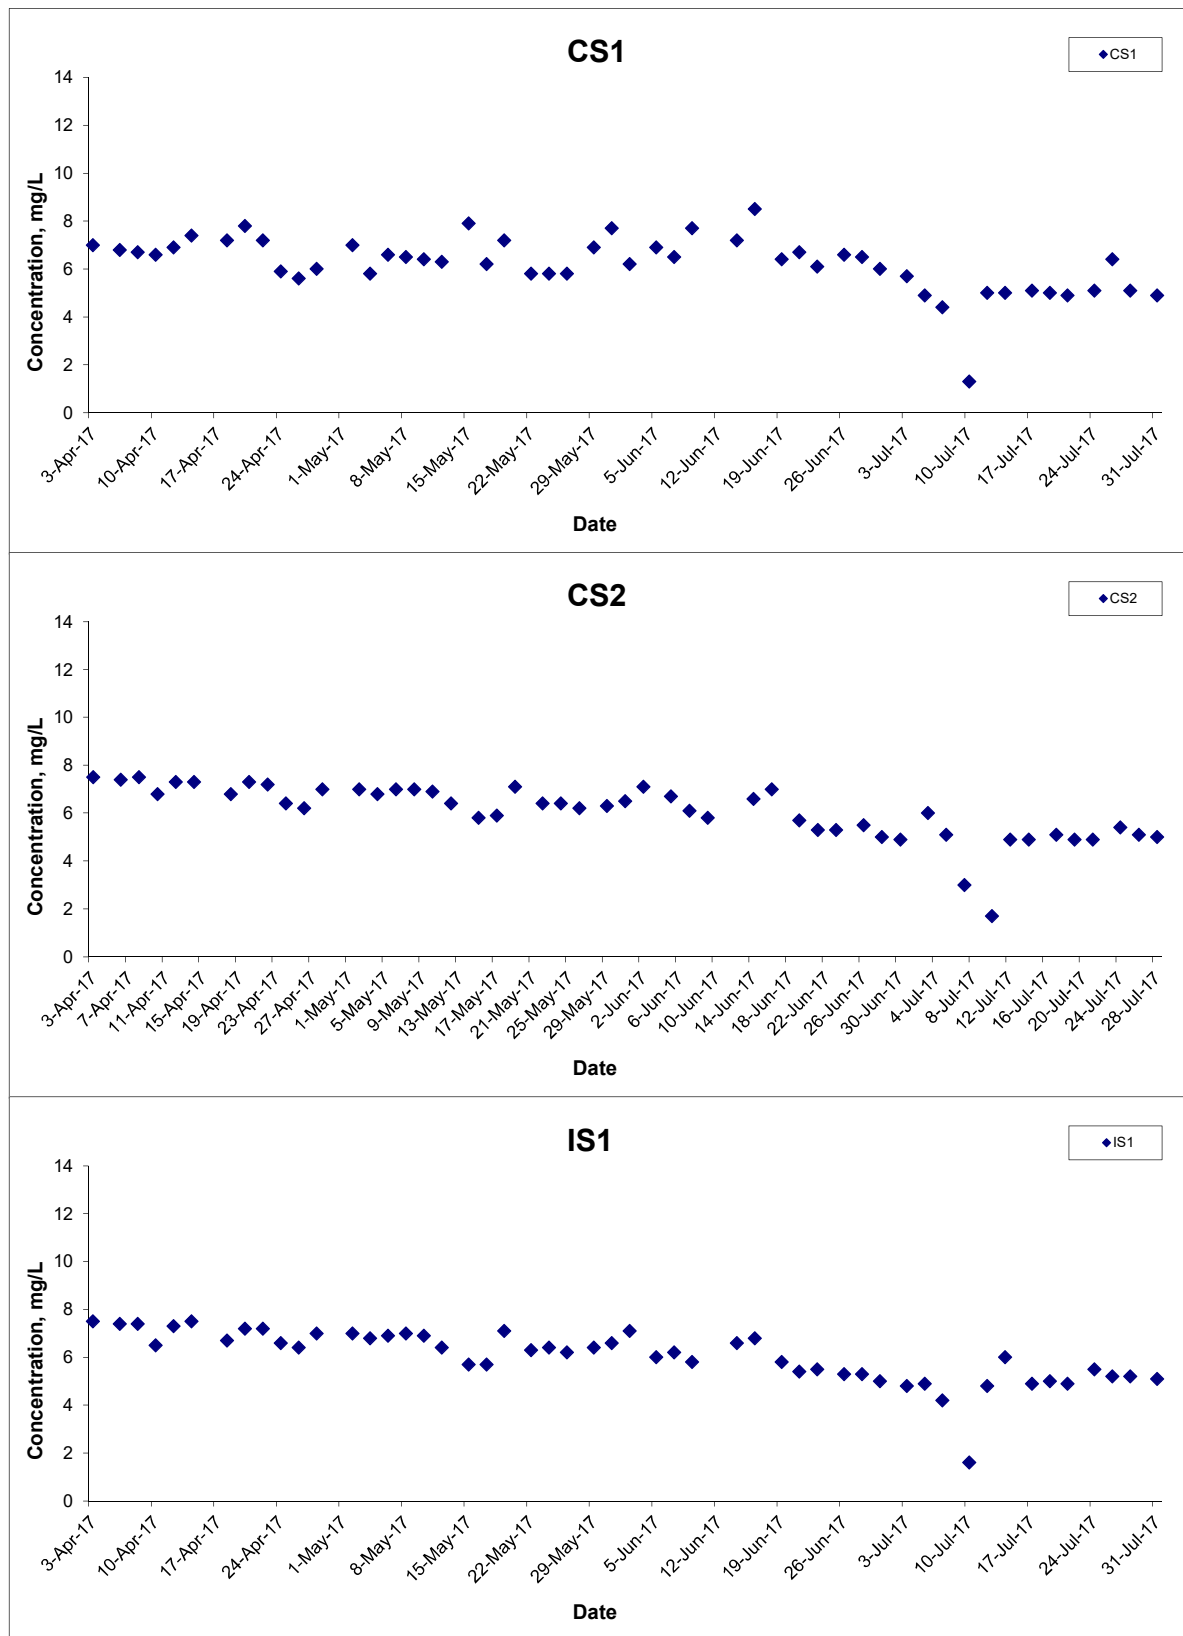 CS1
CS1
14
12
10
8
6
4
2
0
Concentration, mg/L
3-Apr-17
10-Apr-17
17-Apr-17
24-Apr-17
1-May-17
8-May-17
15-May-17
22-May-17
29-May-17
5-Jun-17
12-Jun-17
19-Jun-17
26-Jun-17
3-Jul-17
10-Jul-17
17-Jul-17
24-Jul-17
31-Jul-17
Date
CS2
CS2
14
12
10
8
6
4
2
0
Concentration, mg/L
3-Apr-17
7-Apr-17
11-Apr-17
15-Apr-17
19-Apr-17
23-Apr-17
27-Apr-17
1-May-17
5-May-17
9-May-17
13-May-17
17-May-17
21-May-17
25-May-17
29-May-17
2-Jun-17
6-Jun-17
10-Jun-17
14-Jun-17
18-Jun-17
22-Jun-17
26-Jun-17
30-Jun-17
4-Jul-17
8-Jul-17
12-Jul-17
16-Jul-17
20-Jul-17
24-Jul-17
28-Jul-17
Date
IS1
IS1
14
12
10
8
6
4
2
0
Concentration, mg/L
3-Apr-17
10-Apr-17
17-Apr-17
24-Apr-17
1-May-17
8-May-17
15-May-17
22-May-17
29-May-17
5-Jun-17
12-Jun-17
19-Jun-17
26-Jun-17
3-Jul-17
10-Jul-17
17-Jul-17
24-Jul-17
31-Jul-17
Date